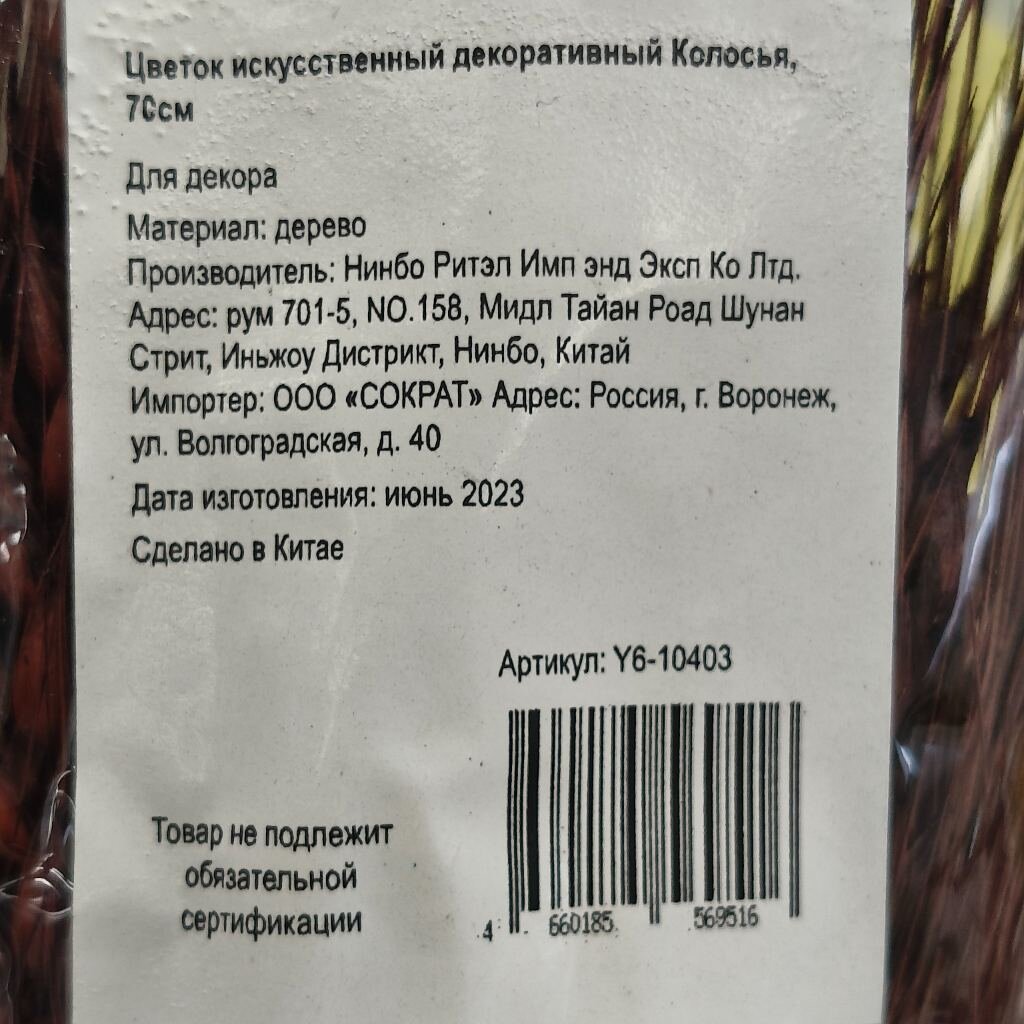 Цветок искусственный декоративный Колосья,
70см
Для декора
Материал: дерево
Производитель: Нинбо Ритэл Имп энд Эксп Ко Лтд.
Адрес: рум 701-5, NO.158, Мидл Тайан Роад Шунан
Стрит, Иньжоу Дистрикт, Нинбо, Китай
Импортер: ООО «СОКРАТ» Адрес: Россия, г. Воронеж,
ул. Волгоградская, д. 40
Дата изготовления: июнь 2023
Сделано в Китае
Артикул: Y6-10403
Товар не подлежит
обязательной
сертификации
4 660185 569516